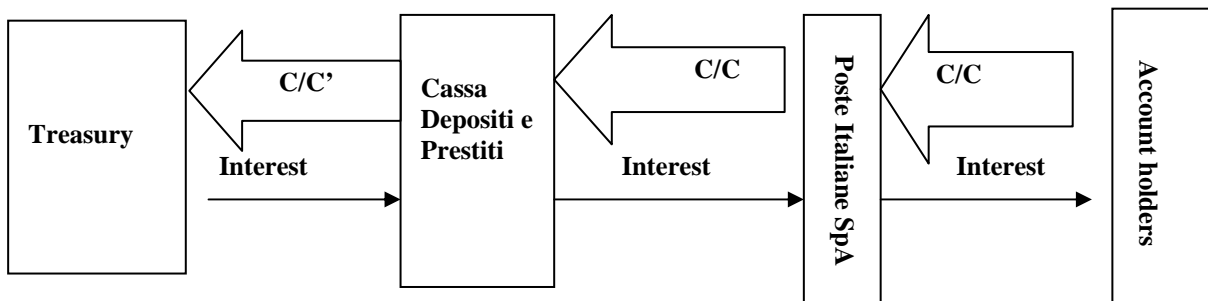 Treasury
C/C’
Interest
Cassa
Depositi e
Prestiti
C/C
Interest
Poste Italiane SpA
C/C
Interest
Account holders